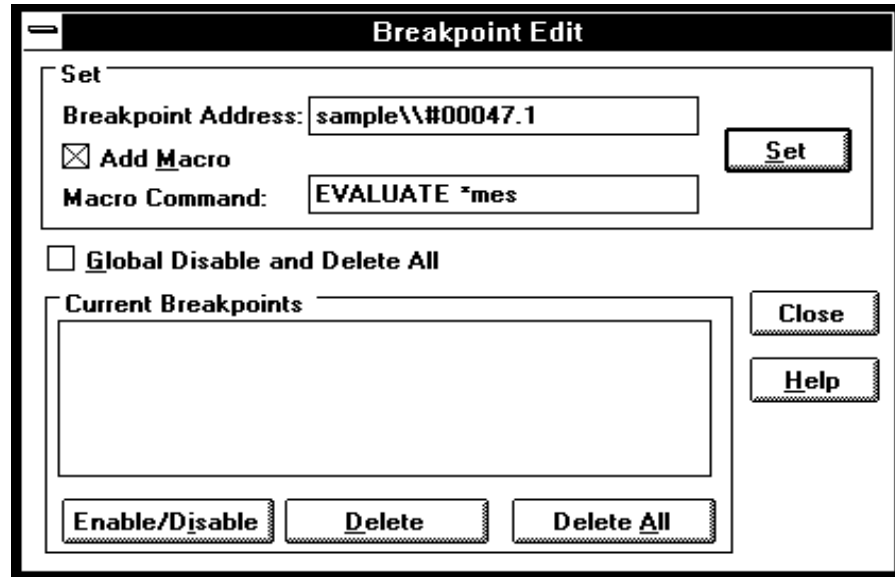 Breakpoint Edit
Set
Breakpoint Address: sample\\#00047.1
Add Macro
Set
Macro Command: EVALUATE *mes
Global Disable and Delete All
Current Breakpoints
Close
Help
Enable/Disable Delete Delete All